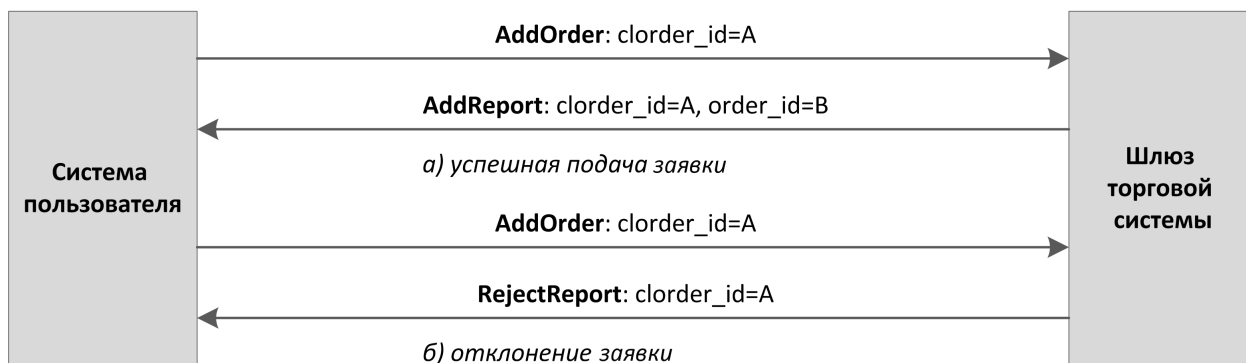 AddOrder: clorder_id=A
AddReport: clorder_id=A, order_id=B
а) успешная подача заявки
Система
пользователя
Шлюз
торговой
системы
AddOrder: clorder_id=A
RejectReport: clorder_id=A
б) отклонение заявки